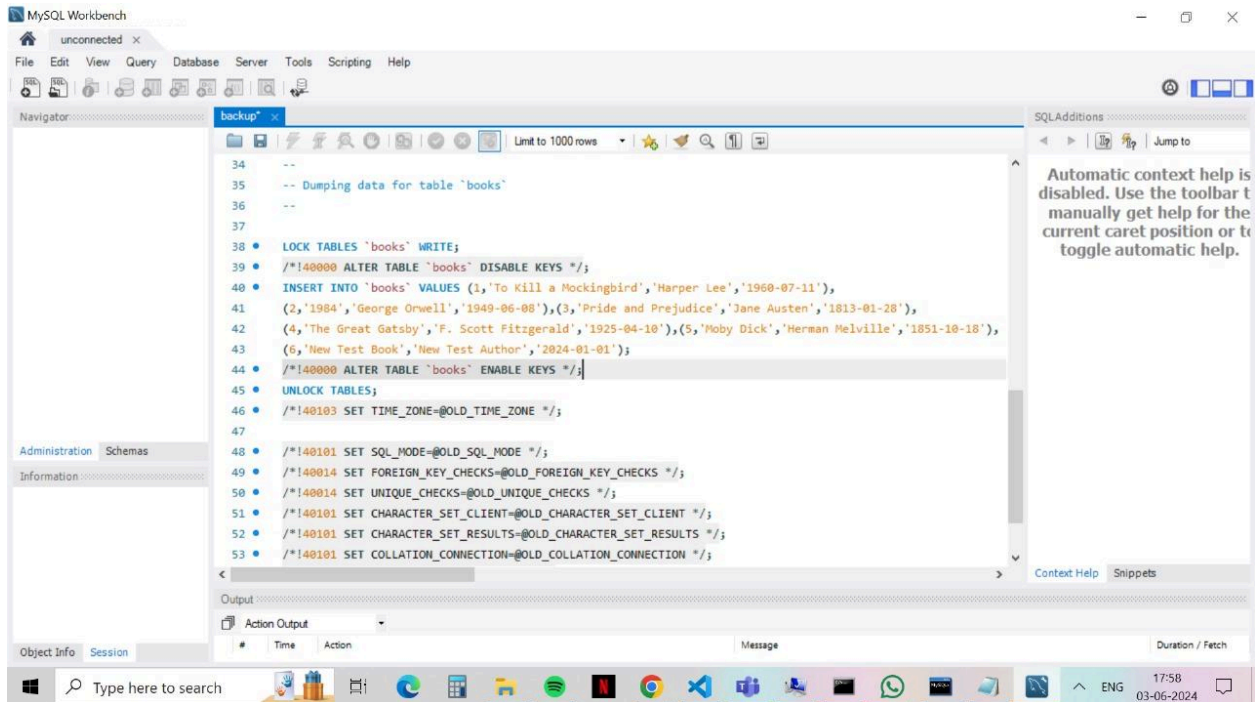 MySQL Workbench
unconnected
File Edit View Query Database Server Tools Scripting Help
Navigator
backup*
SQLAdditions
Limit to 1000 rows
Jump to
34 --
35 -- Dumping data for table `books`
36 --
37
38 LOCK TABLES `books` WRITE;
39 /*!40000 ALTER TABLE `books` DISABLE KEYS */;
40 INSERT INTO `books` VALUES (1,'To Kill a Mockingbird','Harper Lee','1960-07-11'),
41 (2,'1984','George Orwell','1949-06-08'),(3,'Pride and Prejudice','Jane Austen','1813-01-28'),
42 (4,'The Great Gatsby','F. Scott Fitzgerald','1925-04-10'),(5,'Moby Dick','Herman Melville','1851-10-18'),
43 (6,'New Test Book','New Test Author','2024-01-01');
44 /*!40000 ALTER TABLE `books` ENABLE KEYS */;
45 UNLOCK TABLES;
46 /*!40103 SET TIME_ZONE=@OLD_TIME_ZONE */;
47
48 /*!40101 SET SQL_MODE=@OLD_SQL_MODE */;
49 /*!40014 SET FOREIGN_KEY_CHECKS=@OLD_FOREIGN_KEY_CHECKS */;
50 /*!40014 SET UNIQUE_CHECKS=@OLD_UNIQUE_CHECKS */;
51 /*!40101 SET CHARACTER_SET_CLIENT=@OLD_CHARACTER_SET_CLIENT */;
52 /*!40101 SET CHARACTER_SET_RESULTS=@OLD_CHARACTER_SET_RESULTS */;
53 /*!40101 SET COLLATION_CONNECTION=@OLD_COLLATION_CONNECTION */;
Automatic context help is
disabled. Use the toolbar t
manually get help for the
current caret position or to
toggle automatic help.
Administration Schemas
Information
Context Help Snippets
Output
Action Output
# Time Action Message Duration / Fetch
Object Info Session
Type here to search
ENG
17:58
03-06-2024